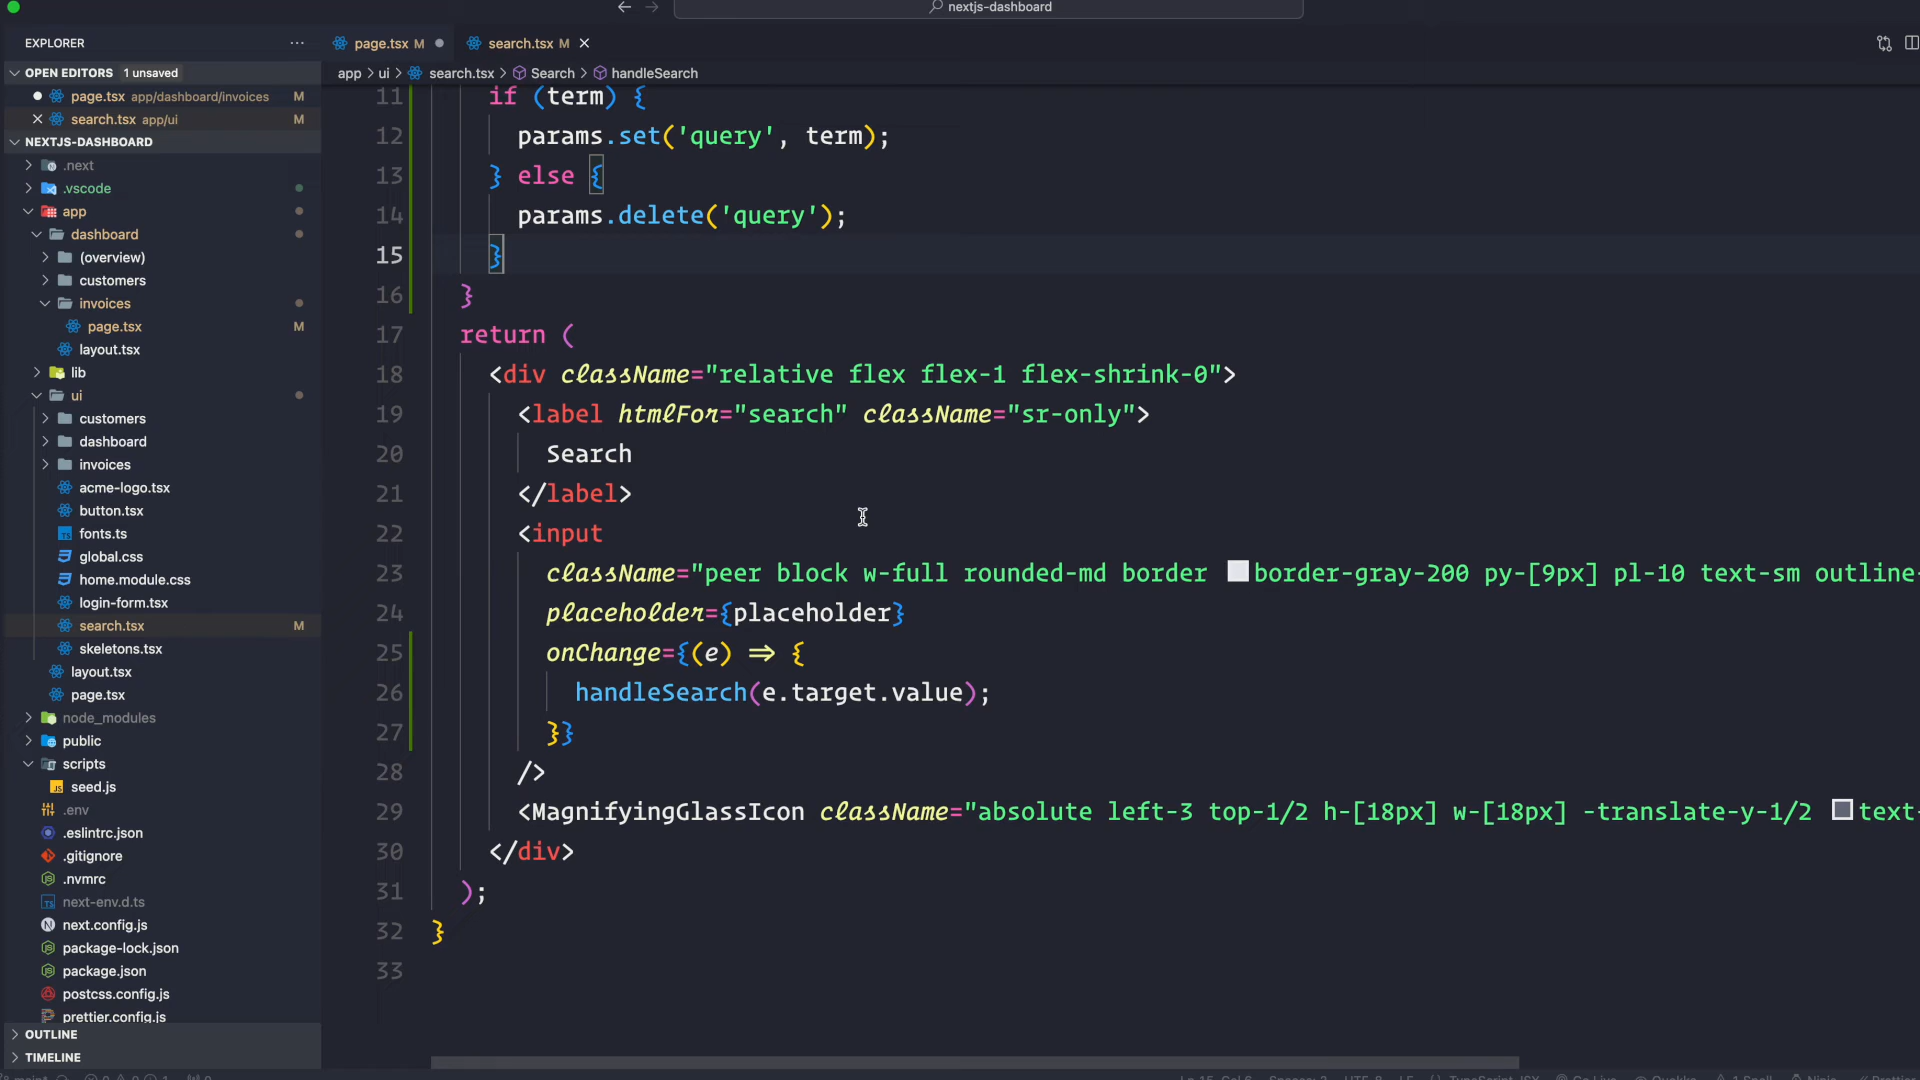 nextjs-dashboard
EXPLORER
page.tsx M
search.tsx M
OPEN EDITORS 1 unsaved
app > ui > search.tsx > Search > handleSearch
page.tsx app/dashboard/invoices M
search.tsx app/ui M
NEXTJS-DASHBOARD
.next
.vscode
app
dashboard
(overview)
customers
invoices
page.tsx M
layout.tsx
lib
ui
customers
dashboard
invoices
acme-logo.tsx
button.tsx
fonts.ts
global.css
home.module.css
login-form.tsx
search.tsx M
skeletons.tsx
layout.tsx
page.tsx
node_modules
public
scripts
seed.js
.env
.eslintrc.json
.gitignore
.nvmrc
next-env.d.ts
next.config.js
package-lock.json
package.json
postcss.config.js
prettier.config.js
OUTLINE
TIMELINE
11 if (term) {
12 params.set('query', term);
13 } else {
14 params.delete('query');
15 }
16 }
17 return (
18 <div className="relative flex flex-1 flex-shrink-0">
19 <label htmlFor="search" className="sr-only">
20 Search
21 </label>
22 <input
23 className="peer block w-full rounded-md border border-gray-200 py-[9px] pl-10 text-sm outline-
24 placeholder={placeholder}
25 onChange={(e) => {
26 handleSearch(e.target.value);
27 }}
28 />
29 <MagnifyingGlassIcon className="absolute left-3 top-1/2 h-[18px] w-[18px] -translate-y-1/2 text-
30 </div>
31 );
32 }
33